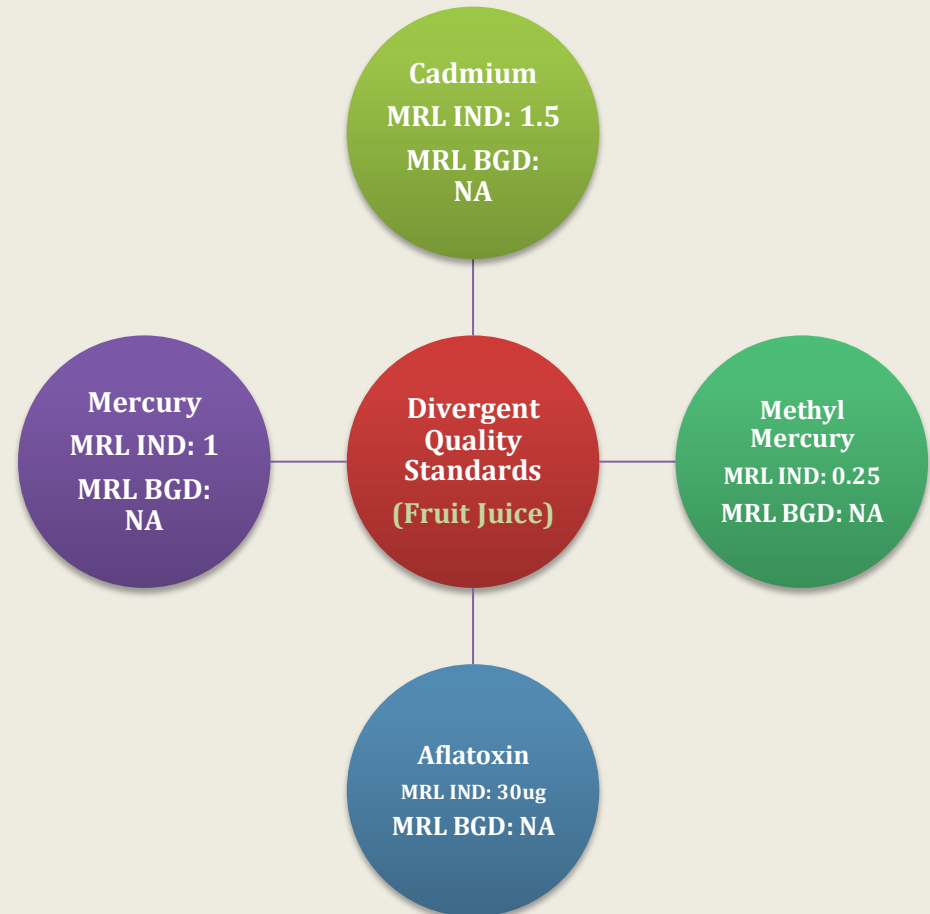 Cadmium
MRL IND: 1.5
MRL BGD:
NA
Mercury
MRL IND: 1
MRL BGD:
NA
Divergent
Quality
Standards
(Fruit Juice)
Methyl
Mercury
MRL IND: 0.25
MRL BGD: NA
Aflatoxin
MRL IND: 30ug
MRL BGD: NA